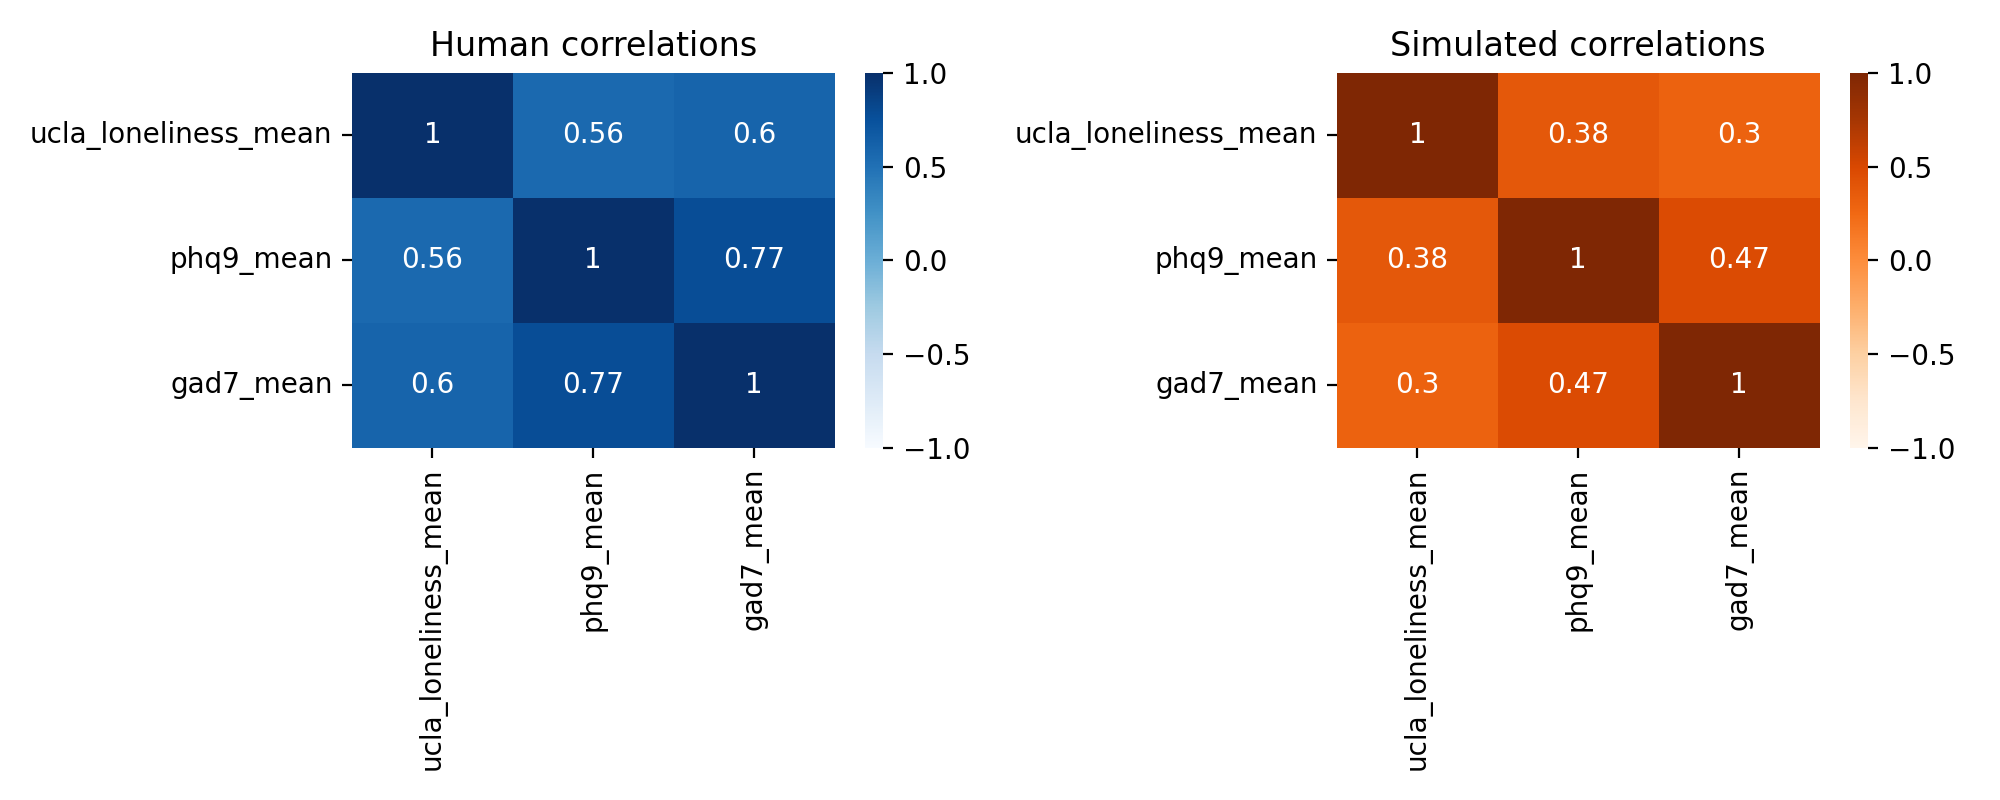 Human correlations
ucla_loneliness_mean 1 0.56 0.6
phq9_mean 0.56 1 0.77
gad7_mean 0.6 0.77 1
ucla_loneliness_mean
phq9_mean
gad7_mean
1.0
0.5
0.0
−0.5
−1.0
Simulated correlations
ucla_loneliness_mean 1 0.38 0.3
phq9_mean 0.38 1 0.47
gad7_mean 0.3 0.47 1
ucla_loneliness_mean
phq9_mean
gad7_mean
1.0
0.5
0.0
−0.5
−1.0